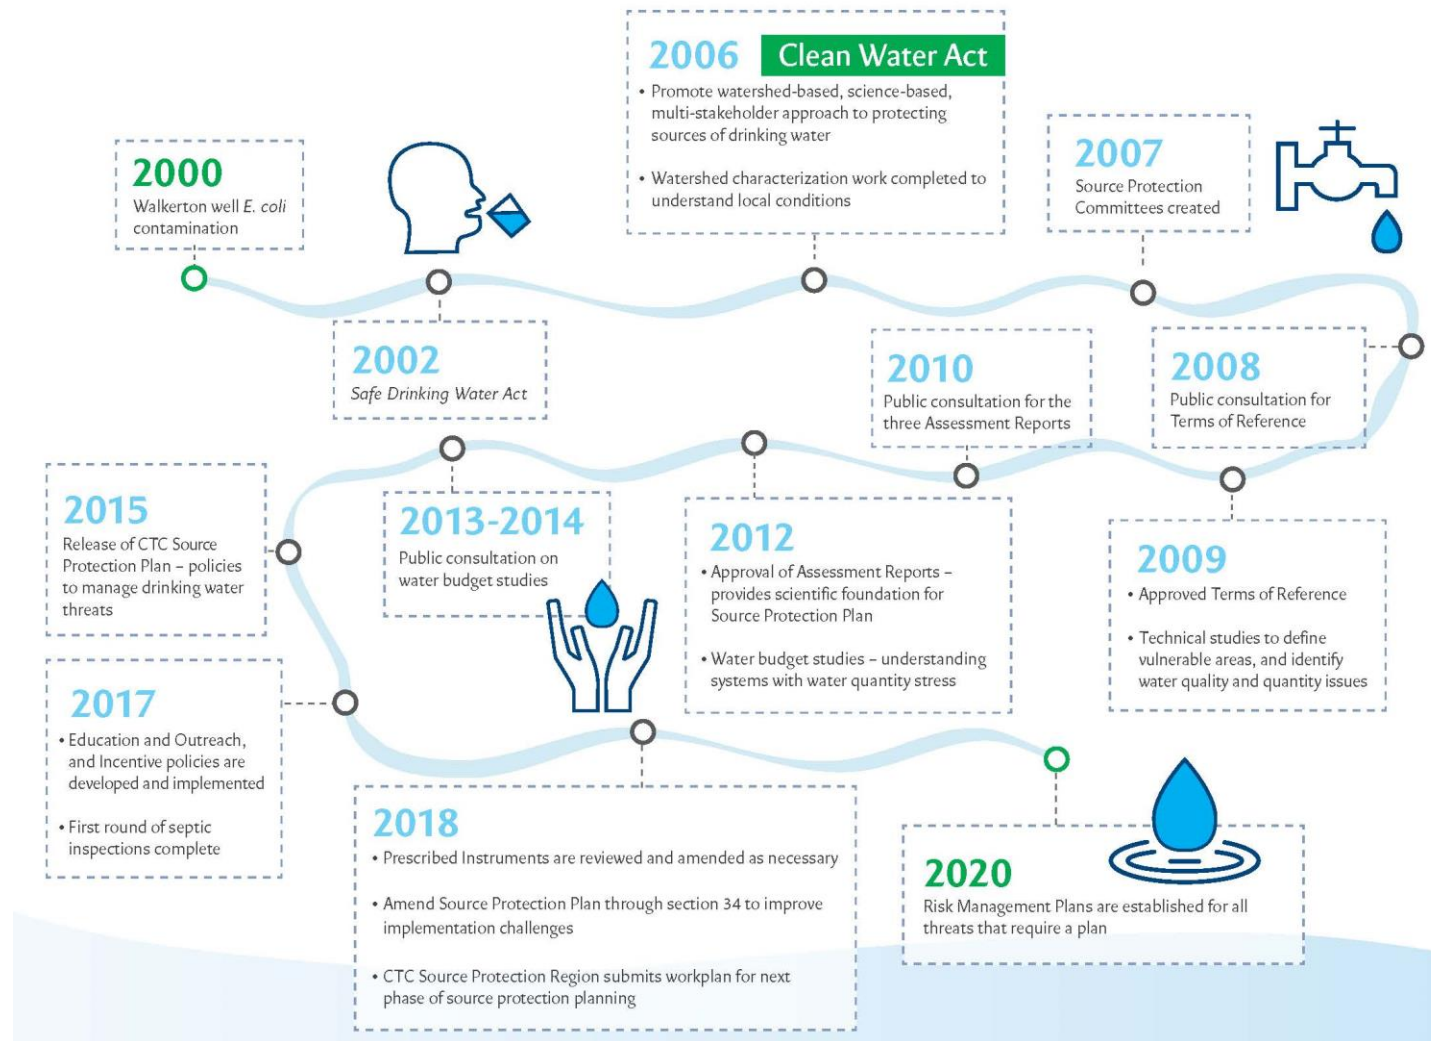 2000
Walkerton well E. coli
contamination
2002
Safe Drinking Water Act
2006 Clean Water Act
• Promote watershed-based, science-based,
multi-stakeholder approach to protecting
sources of drinking water
• Watershed characterization work completed to
understand local conditions
2007
Source Protection
Committees created
2008
Public consultation for
Terms of Reference
2009
• Approved Terms of Reference
• Technical studies to define
vulnerable areas, and identify
water quality and quantity issues
2010
Public consultation for the
three Assessment Reports
2012
• Approval of Assessment Reports –
provides scientific foundation for
Source Protection Plan
• Water budget studies – understanding
systems with water quantity stress
2013-2014
Public consultation on
water budget studies
2015
Release of CTC Source
Protection Plan – policies
to manage drinking water
threats
2017
• Education and Outreach,
and Incentive policies are
developed and implemented
• First round of septic
inspections complete
2018
• Prescribed Instruments are reviewed and amended as necessary
• Amend Source Protection Plan through section 34 to improve
implementation challenges
• CTC Source Protection Region submits workplan for next
phase of source protection planning
2020
Risk Management Plans are established for all
threats that require a plan